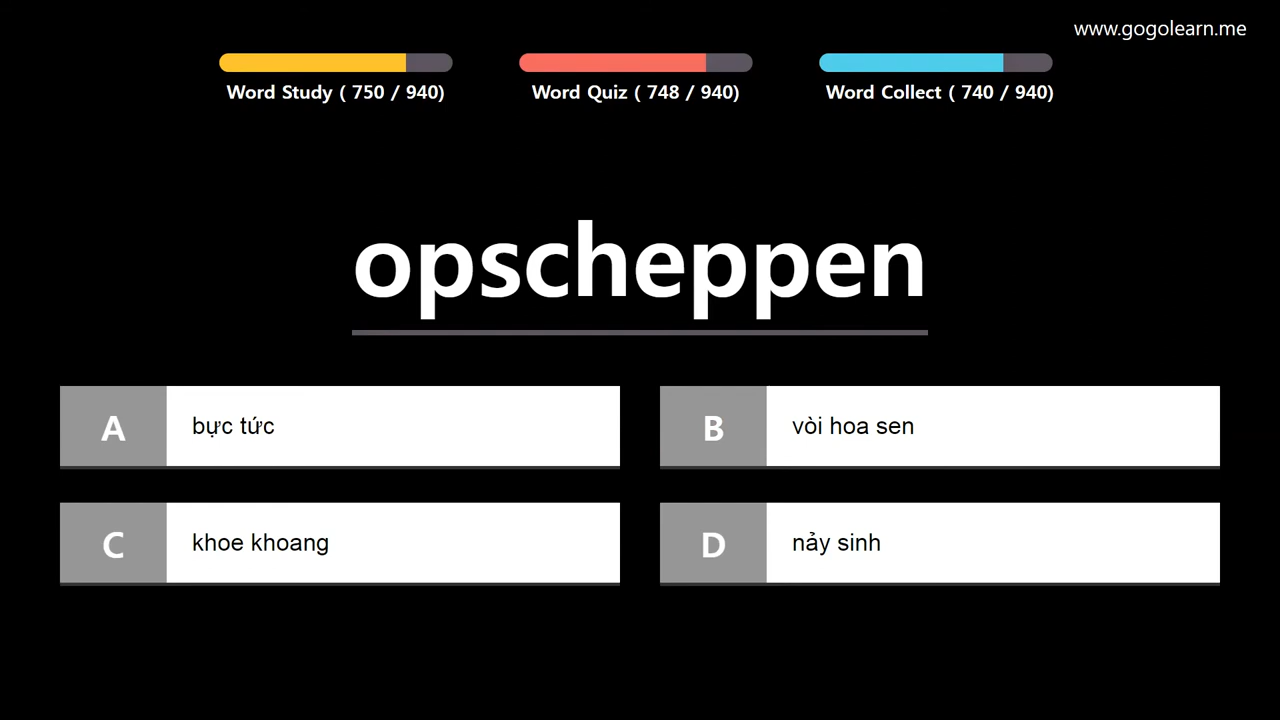 www.gogolearn.me
Word Study ( 750 / 940)
Word Quiz ( 748 / 940)
Word Collect ( 740 / 940)
opscheppen
A bực tức
B vòi hoa sen
C khoe khoang
D nảy sinh